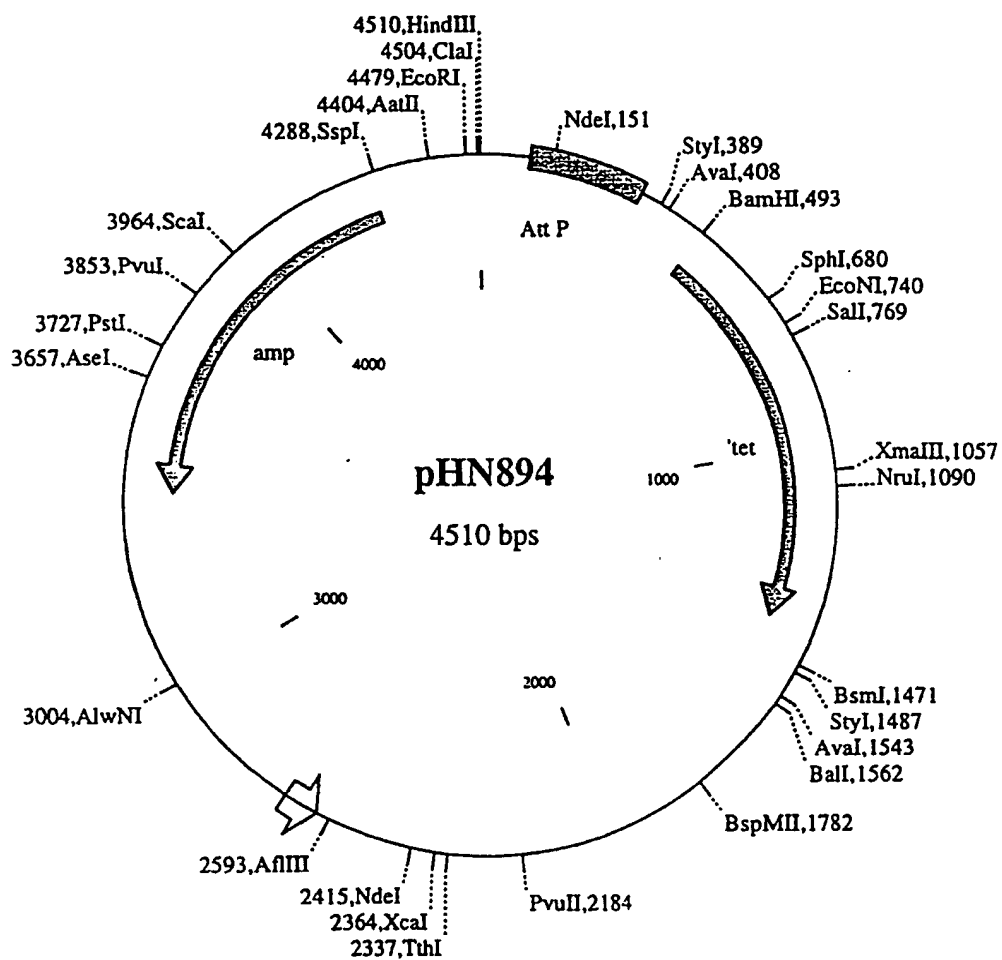 4510,HindIII
4504,ClaI
4479,EcoRI
4404,AatII
4288,SspI
NdeI,151
StyI,389
AvaI,408
BamHI,493
3964,ScaI
3853,PvuI
3727,PstI
3657,AseI
Att P
SphI,680
EcoNI,740
SalI,769
amp
4000
'tet
1000
XmaIII,1057
NruI,1090
pHN894
4510 bps
3000
2000
3004,AlwNI
BsmI,1471
StyI,1487
AvaI,1543
BalI,1562
BspMII,1782
2593,AflIII
2415,NdeI
2364,XcaI
2337,TthI
PvuII,2184